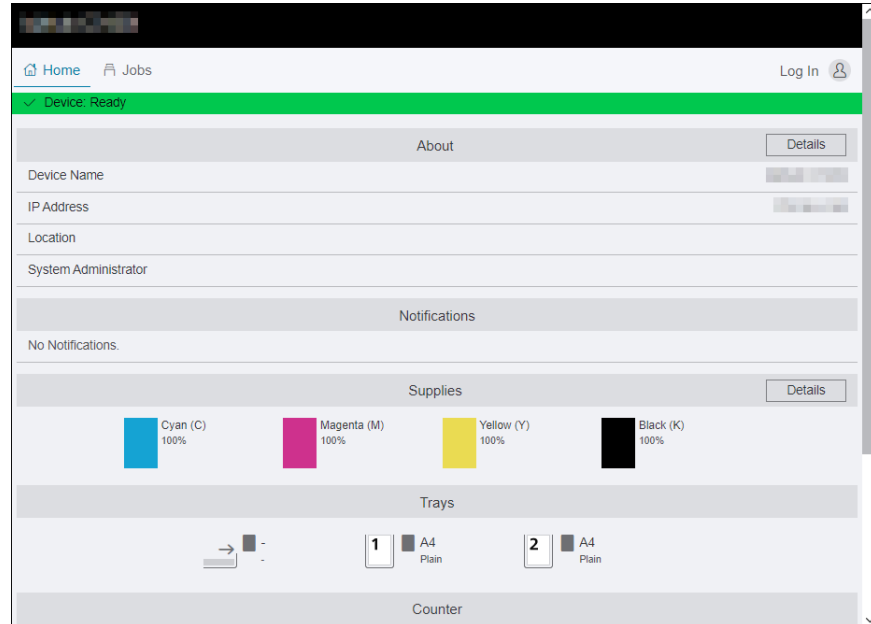 Home Jobs Log In
Device: Ready
About Details
Device Name
IP Address
Location
System Administrator
Notifications
No Notifications.
Supplies Details
Cyan (C) Magenta (M) Yellow (Y) Black (K)
100% 100% 100% 100%
Trays
- 1 A4 2 A4
- Plain Plain
Counter